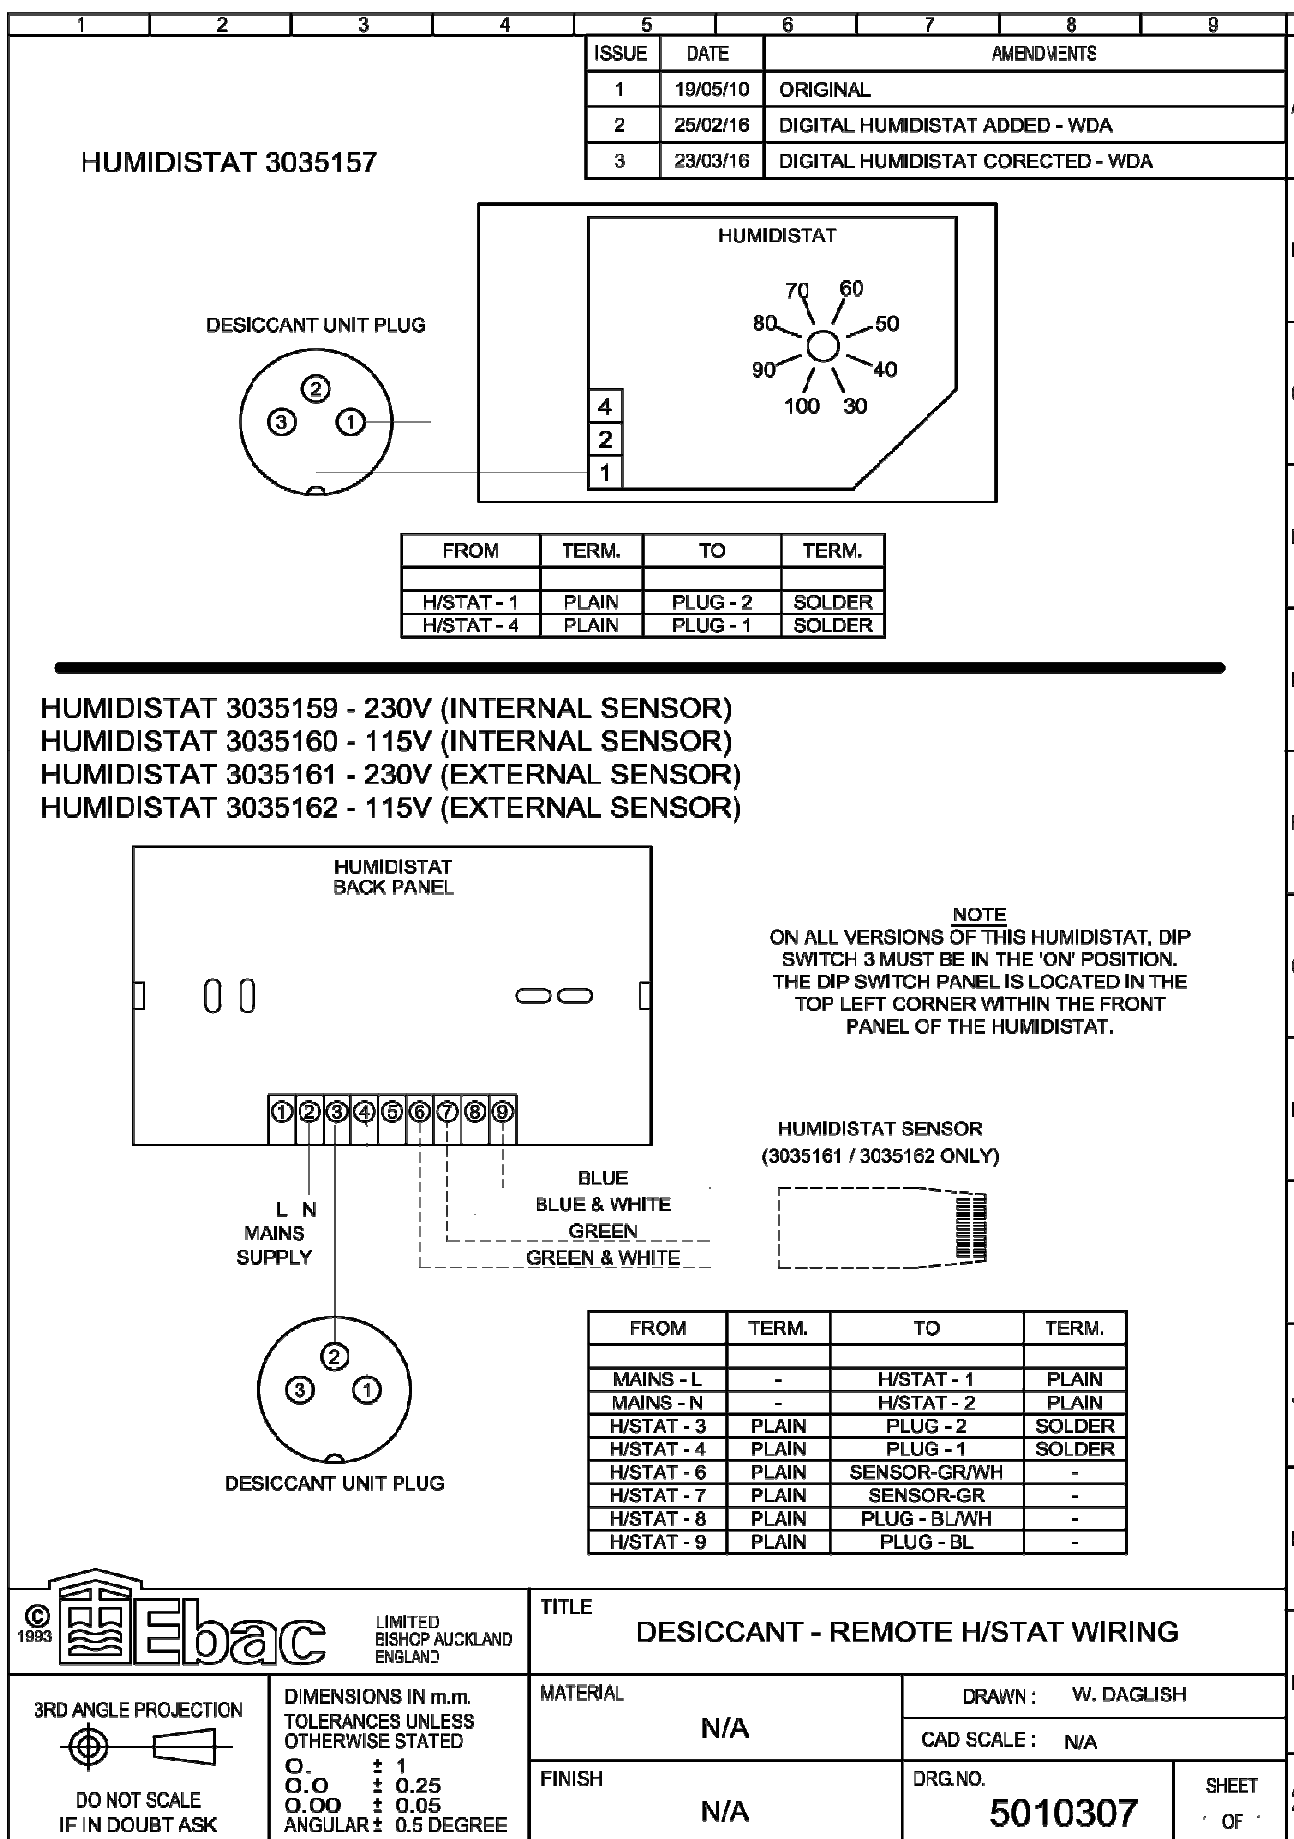 1 2 3 4 5 6 7 8 9
ISSUE DATE AMENDMENTS
1 19/05/10 ORIGINAL
2 25/02/16 DIGITAL HUMIDISTAT ADDED - WDA
3 23/03/16 DIGITAL HUMIDISTAT CORECTED - WDA
HUMIDISTAT 3035157
HUMIDISTAT
70 60
80 50
90 40
100 30
DESICCANT UNIT PLUG
2
3 1
4
2
1
FROM TERM. TO TERM.
H/STAT - 1 PLAIN PLUG - 2 SOLDER
H/STAT - 4 PLAIN PLUG - 1 SOLDER
HUMIDISTAT 3035159 - 230V (INTERNAL SENSOR)
HUMIDISTAT 3035160 - 115V (INTERNAL SENSOR)
HUMIDISTAT 3035161 - 230V (EXTERNAL SENSOR)
HUMIDISTAT 3035162 - 115V (EXTERNAL SENSOR)
HUMIDISTAT
BACK PANEL
NOTE
ON ALL VERSIONS OF THIS HUMIDISTAT, DIP
SWITCH 3 MUST BE IN THE 'ON' POSITION.
THE DIP SWITCH PANEL IS LOCATED IN THE
TOP LEFT CORNER WITHIN THE FRONT
PANEL OF THE HUMIDISTAT.
1 2 3 4 5 6 7 8 9
HUMIDISTAT SENSOR
(3035161 / 3035162 ONLY)
BLUE
BLUE & WHITE
GREEN
GREEN & WHITE
L N
MAINS
SUPPLY
2
3 1
DESICCANT UNIT PLUG
FROM TERM. TO TERM.
MAINS - L - H/STAT - 1 PLAIN
MAINS - N - H/STAT - 2 PLAIN
H/STAT - 3 PLAIN PLUG - 2 SOLDER
H/STAT - 4 PLAIN PLUG - 1 SOLDER
H/STAT - 6 PLAIN SENSOR-GR/WH -
H/STAT - 7 PLAIN SENSOR-GR -
H/STAT - 8 PLAIN PLUG - BL/WH -
H/STAT - 9 PLAIN PLUG - BL -
© 1993
Ebac
LIMITED
BISHOP AUCKLAND
ENGLAND
TITLE
DESICCANT - REMOTE H/STAT WIRING
3RD ANGLE PROJECTION
DO NOT SCALE
IF IN DOUBT ASK
DIMENSIONS IN m.m.
TOLERANCES UNLESS
OTHERWISE STATED
O. ± 1
O.O ± 0.25
O.OO ± 0.05
ANGULAR ± 0.5 DEGREE
MATERIAL
N/A
FINISH
N/A
DRAWN : W. DAGLISH
CAD SCALE : N/A
DRG.NO.
5010307
SHEET
OF